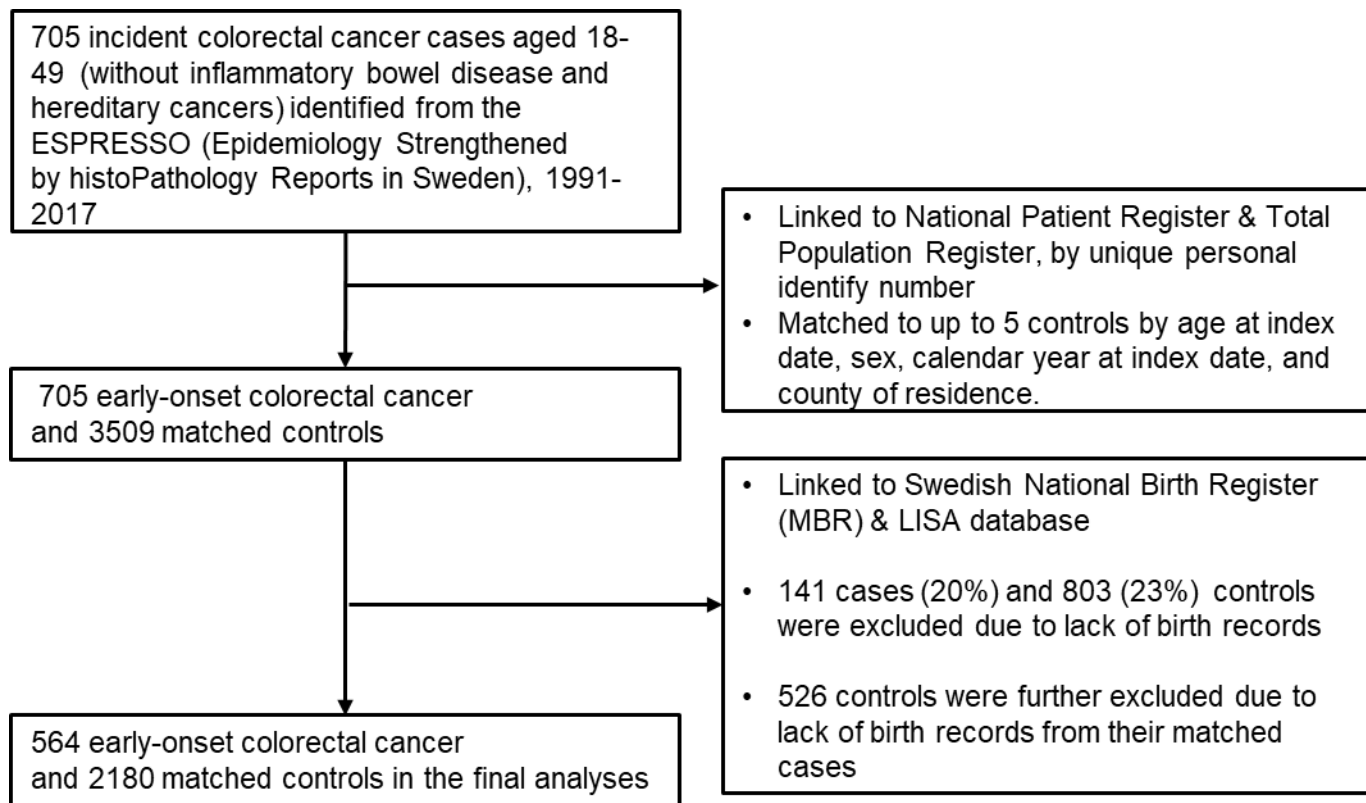 705 incident colorectal cancer cases aged 18-
49  (without inflammatory bowel disease and
hereditary cancers) identified from the
ESPRESSO (Epidemiology Strengthened
by histoPathology Reports in Sweden), 1991-
2017
• Linked to National Patient Register & Total
Population Register, by unique personal
identify number
• Matched to up to 5 controls by age at index
date, sex, calendar year at index date, and
county of residence.
705 early-onset colorectal cancer
and 3509 matched controls
• Linked to Swedish National Birth Register
(MBR) & LISA database
• 141 cases (20%) and 803 (23%) controls
were excluded due to lack of birth records
• 526 controls were further excluded due to
lack of birth records from their matched
cases
564 early-onset colorectal cancer
and 2180 matched controls in the final analyses